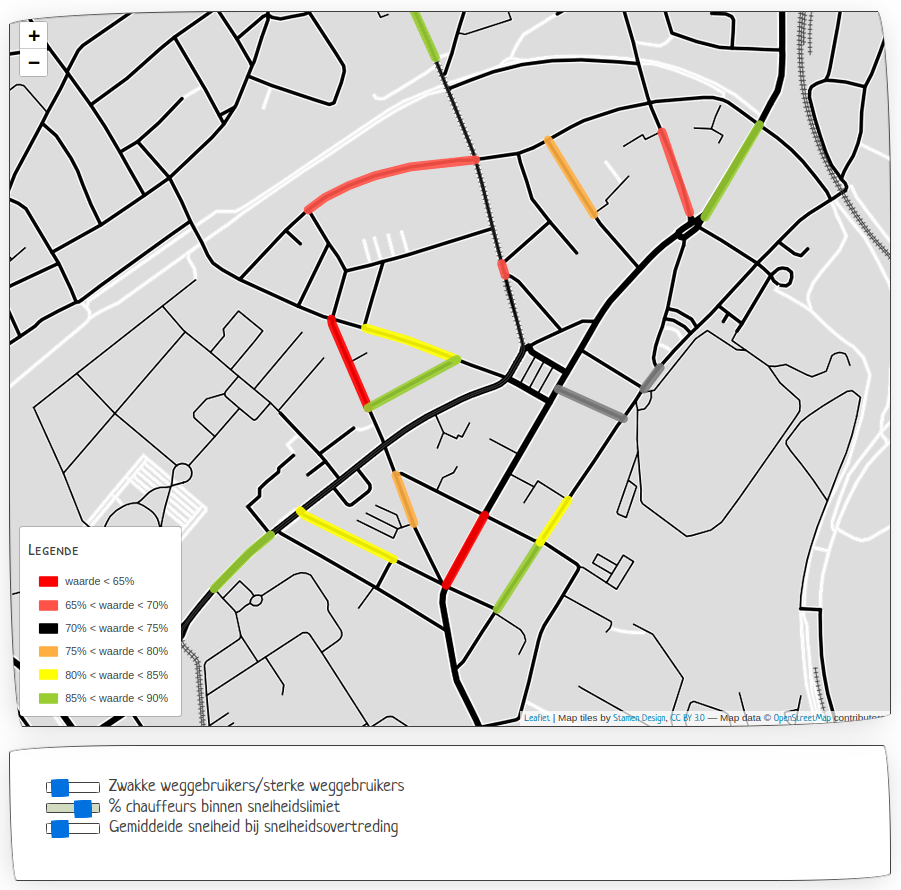 +
−
Legende
waarde < 65%
65% < waarde < 70%
70% < waarde < 75%
75% < waarde < 80%
80% < waarde < 85%
85% < waarde < 90%
Leaflet | Map tiles by Stamen Design, CC BY 3.0 — Map data © OpenStreetMap contributors
Zwakke weggebruikers/sterke weggebruikers
% chauffeurs binnen snelheidslimiet
Gemiddelde snelheid bij snelheidsovertreding